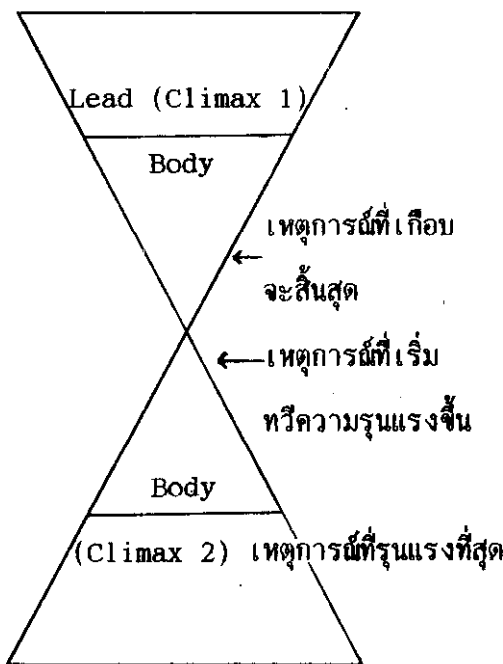 Lead (Climax 1)
Body
เหตุการณ์ที่เกือบ
จะสิ้นสุด
เหตุการณ์ที่เริ่ม
ทวีความรุนแรงขึ้น
Body
(Climax 2) เหตุการณ์ที่รุนแรงที่สุด